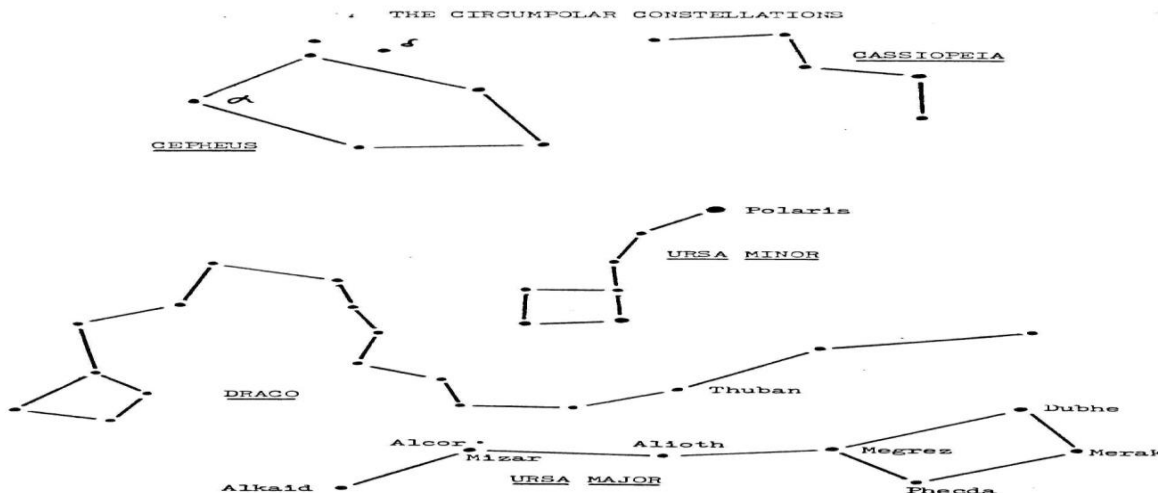 THE CIRCUMPOLAR CONSTELLATIONS
δ
CASSIOPEIA
α
CEPHEUS
Polaris
URSA MINOR
DRACO
Thuban
Dubhe
Alcor
Alioth
Mizar
Megrez
Merak
URSA MAJOR
Alkaid
Phecda